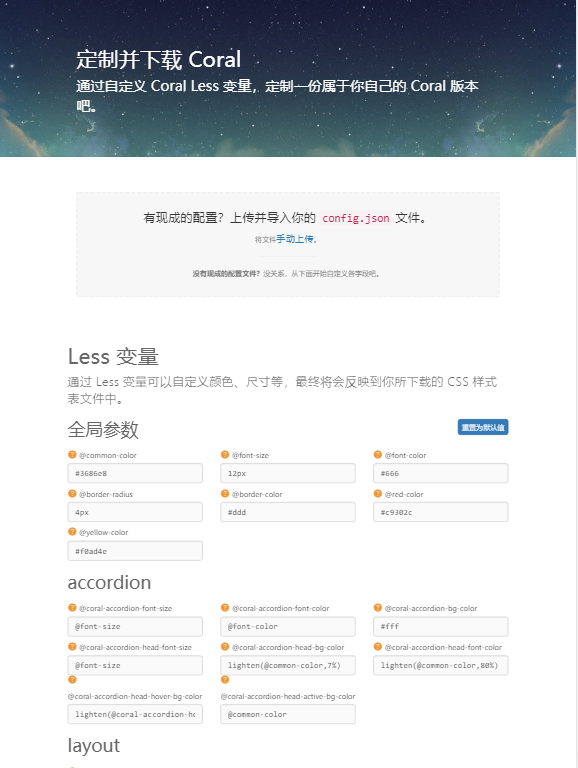 定制并下载 Coral
通过自定义 Coral Less 变量，定制一份属于你自己的 Coral 版本
吧。
有现成的配置？上传并导入你的 config.json 文件。
将文件手动上传。
没有现成的配置文件？没关系，从下面开始自定义各字段吧。
Less 变量
通过 Less 变量可以自定义颜色、尺寸等，最终将会反映到你所下载的 CSS 样式
表文件中。
全局参数 重置为默认值
? @common-color ? @font-size ? @font-color
#3686e8 12px #666
? @border-radius ? @border-color ? @red-color
4px #ddd #c9302c
? @yellow-color
#f0ad4e
accordion
? @coral-accordion-font-size ? @coral-accordion-font-color ? @coral-accordion-bg-color
@font-size @font-color #fff
? @coral-accordion-head-font-size ? @coral-accordion-head-bg-color ? @coral-accordion-head-font-color
@font-size lighten(@common-color,7%) lighten(@common-color,80%)
? ?
@coral-accordion-head-hover-bg-color @coral-accordion-head-active-bg-color
lighten(@coral-accordion-he @common-color
layout